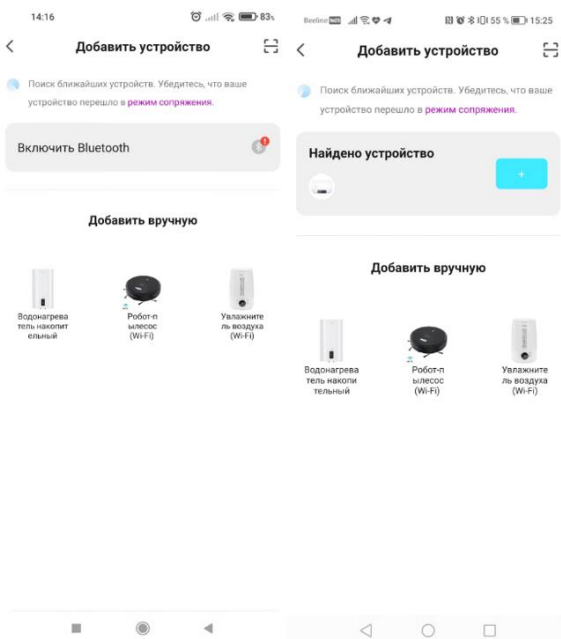 14:16
83%
Добавить устройство
Поиск ближайших устройств. Убедитесь, что ваше
устройство перешло в режим сопряжения.
Включить Bluetooth
Добавить вручную
Водонагрева
тель накопит
ельный
Робот-п
ылесос
(Wi-Fi)
Увлажните
ль воздуха
(Wi-Fi)
Beeline
55 %
15:25
Добавить устройство
Поиск ближайших устройств. Убедитесь, что ваше
устройство перешло в режим сопряжения.
Найдено устройство
+
Добавить вручную
Водонагрева
тель накопи
тельный
Робот-п
ылесос
(Wi-Fi)
Увлажните
ль воздуха
(Wi-Fi)